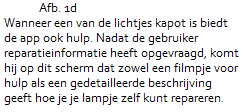 Afb. 1d
Wanneer een van de lichtjes kapot is biedt
de app ook hulp. Nadat de gebruiker
reparatieinformatie heeft opgevraagd, komt
hij op dit scherm dat zowel een filmpje voor
hulp als een gedetailleerde beschrijving
geeft hoe je je lampje zelf kunt repareren.